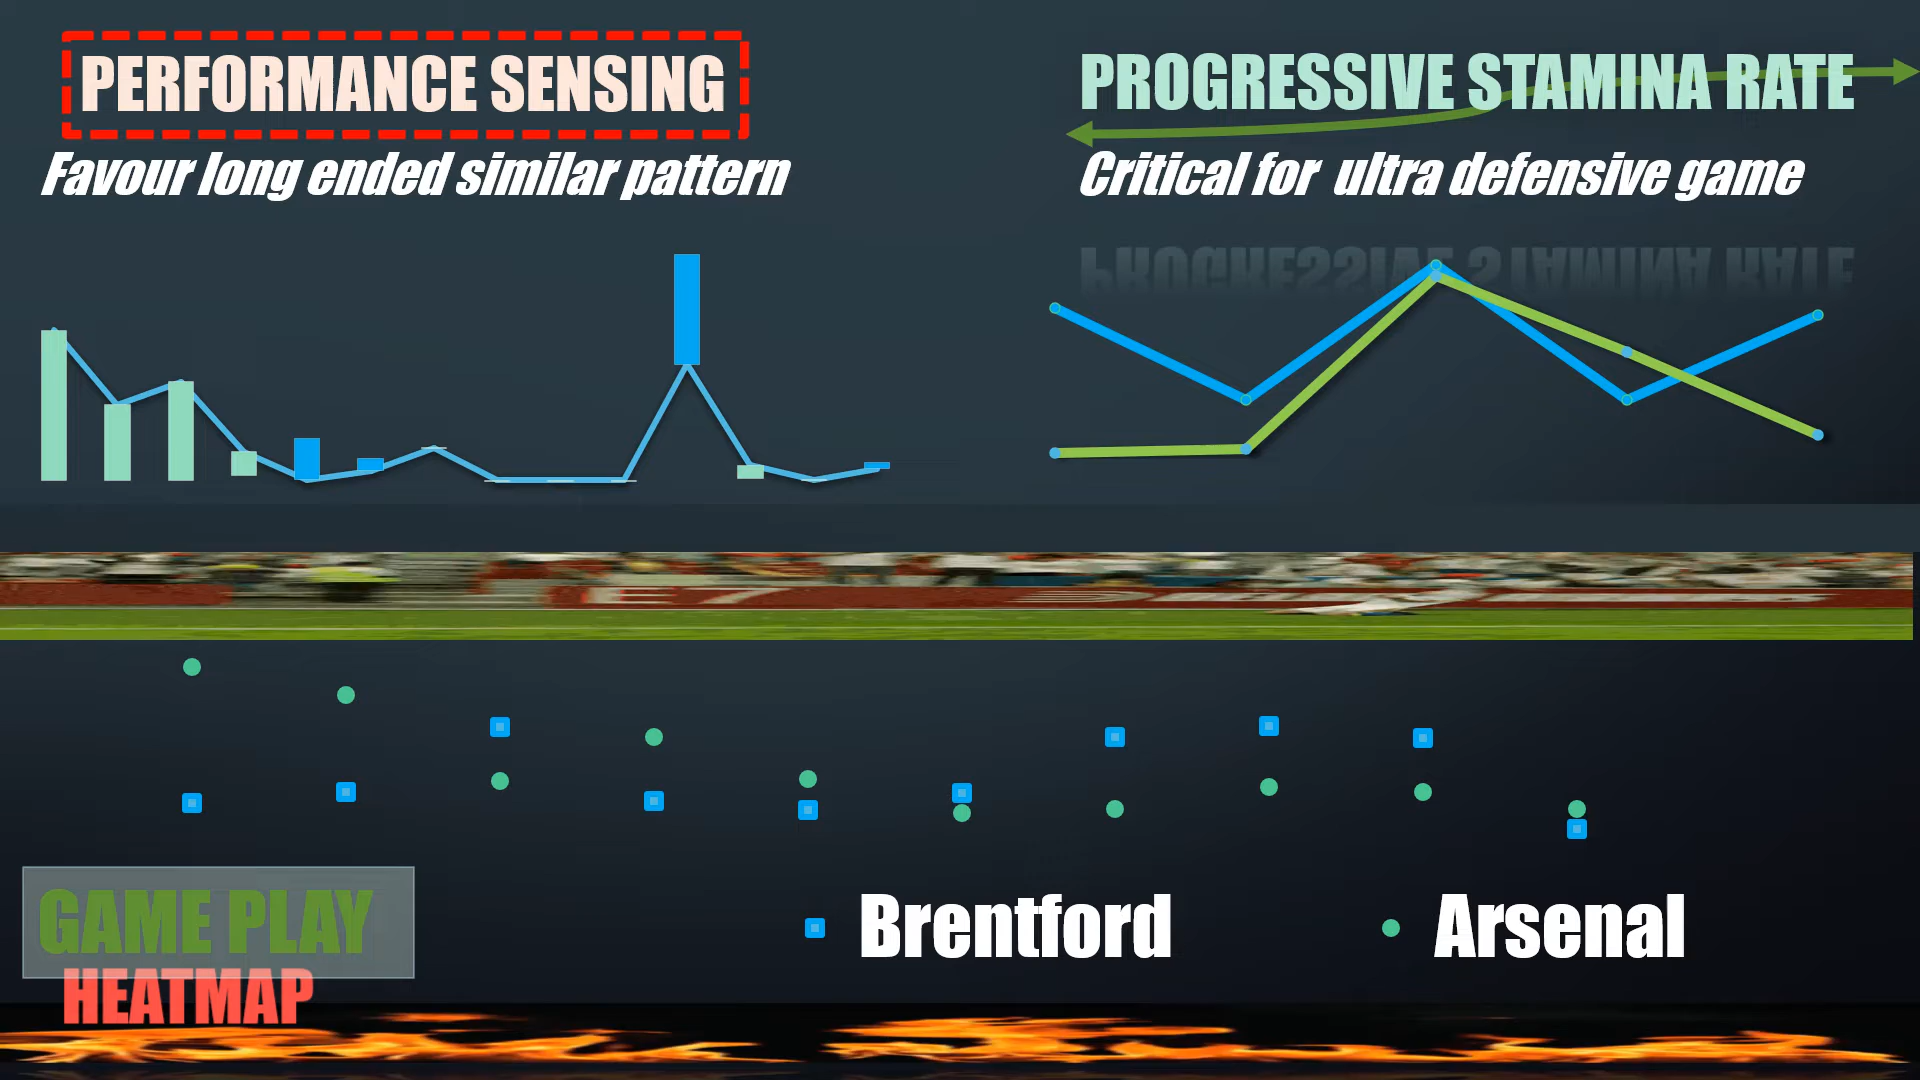 PERFORMANCE SENSING
Favour long ended similar pattern
PROGRESSIVE STAMINA RATE
Critical for ultra defensive game
Brentford
Arsenal
GAME PLAY
HEATMAP